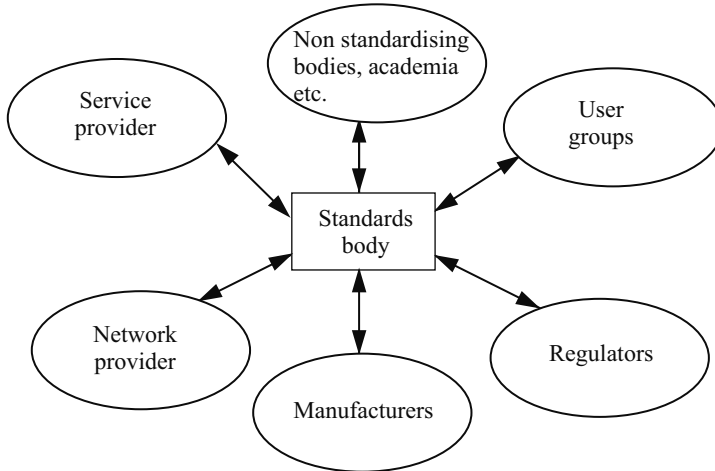 Non standardising
bodies, academia
etc.
Service
provider
User
groups
Standards
body
Network
provider
Regulators
Manufacturers